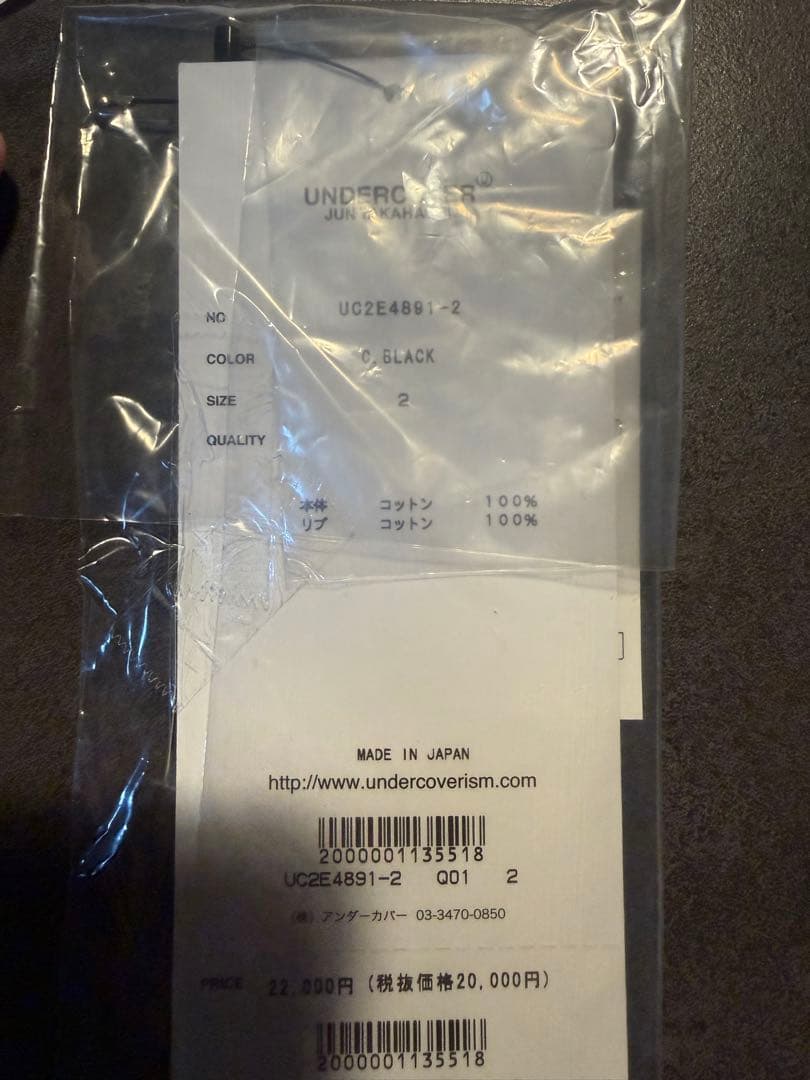 UNDERCOVER
JUN TAKAHASHI
NO UC2E4891-2
COLOR C.BLACK
SIZE 2
QUALITY
本体 コットン 100%
リブ コットン 100%
MADE IN JAPAN
http://www.undercoverism.com
2000001135518
UC2E4891-2 Q01 2
(株) アンダーカバー 03-3470-0850
PRICE 22,000円 (税抜価格20,000円)
2000001135518